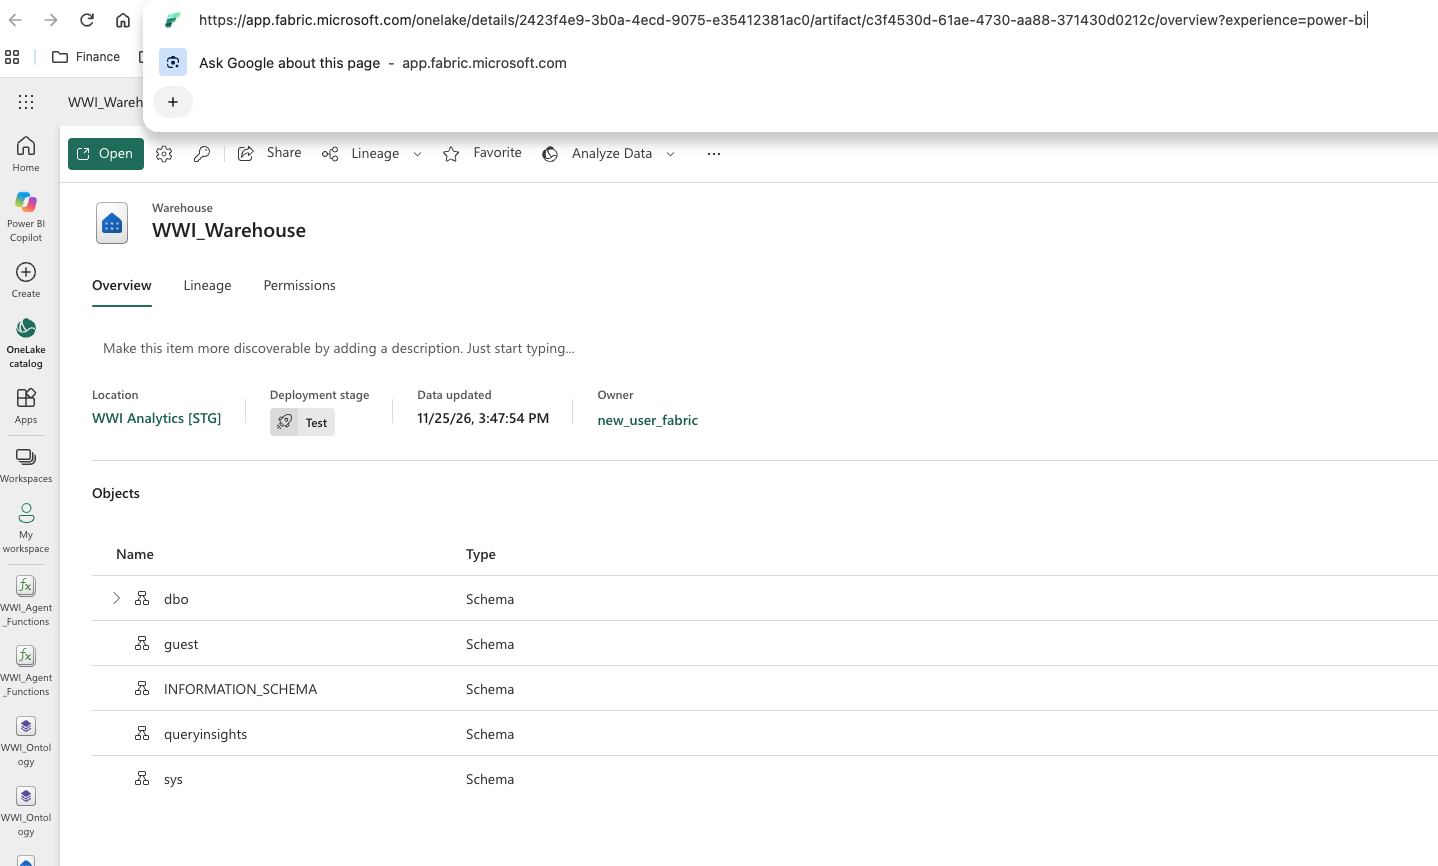 https://app.fabric.microsoft.com/onelake/details/2423f4e9-3b0a-4ecd-9075-e35412381ac0/artifact/c3f4530d-61ae-4730-aa88-371430d0212c/overview?experience=power-bi
Finance
Ask Google about this page - app.fabric.microsoft.com
WWI_Wareh
Open
Share
Lineage
Favorite
Analyze Data
Home
Power BI
Copilot
Create
OneLake
catalog
Apps
Workspaces
My
workspace
WWI_Agent
_Functions
WWI_Agent
_Functions
WWI_Ontol
ogy
WWI_Ontol
ogy
Warehouse
WWI_Warehouse
Overview
Lineage
Permissions
Make this item more discoverable by adding a description. Just start typing...
Location
WWI Analytics [STG]
Deployment stage
Test
Data updated
11/25/26, 3:47:54 PM
Owner
new_user_fabric
Objects
Name Type
dbo Schema
guest Schema
INFORMATION_SCHEMA Schema
queryinsights Schema
sys Schema